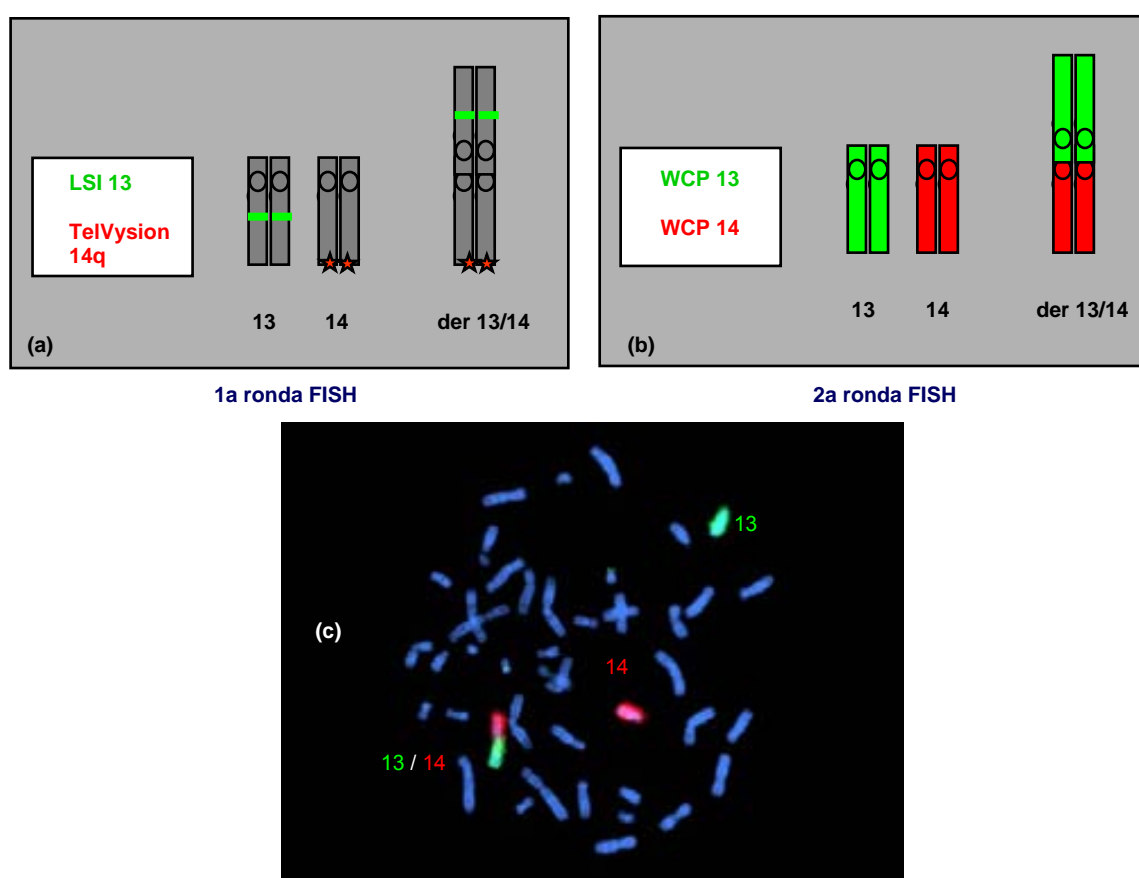 LSI 13
TelVysion
14q
13
14
der 13/14
(a)
1a ronda FISH
WCP 13
WCP 14
13
14
der 13/14
(b)
2a ronda FISH
13
(c)
14
13 / 14